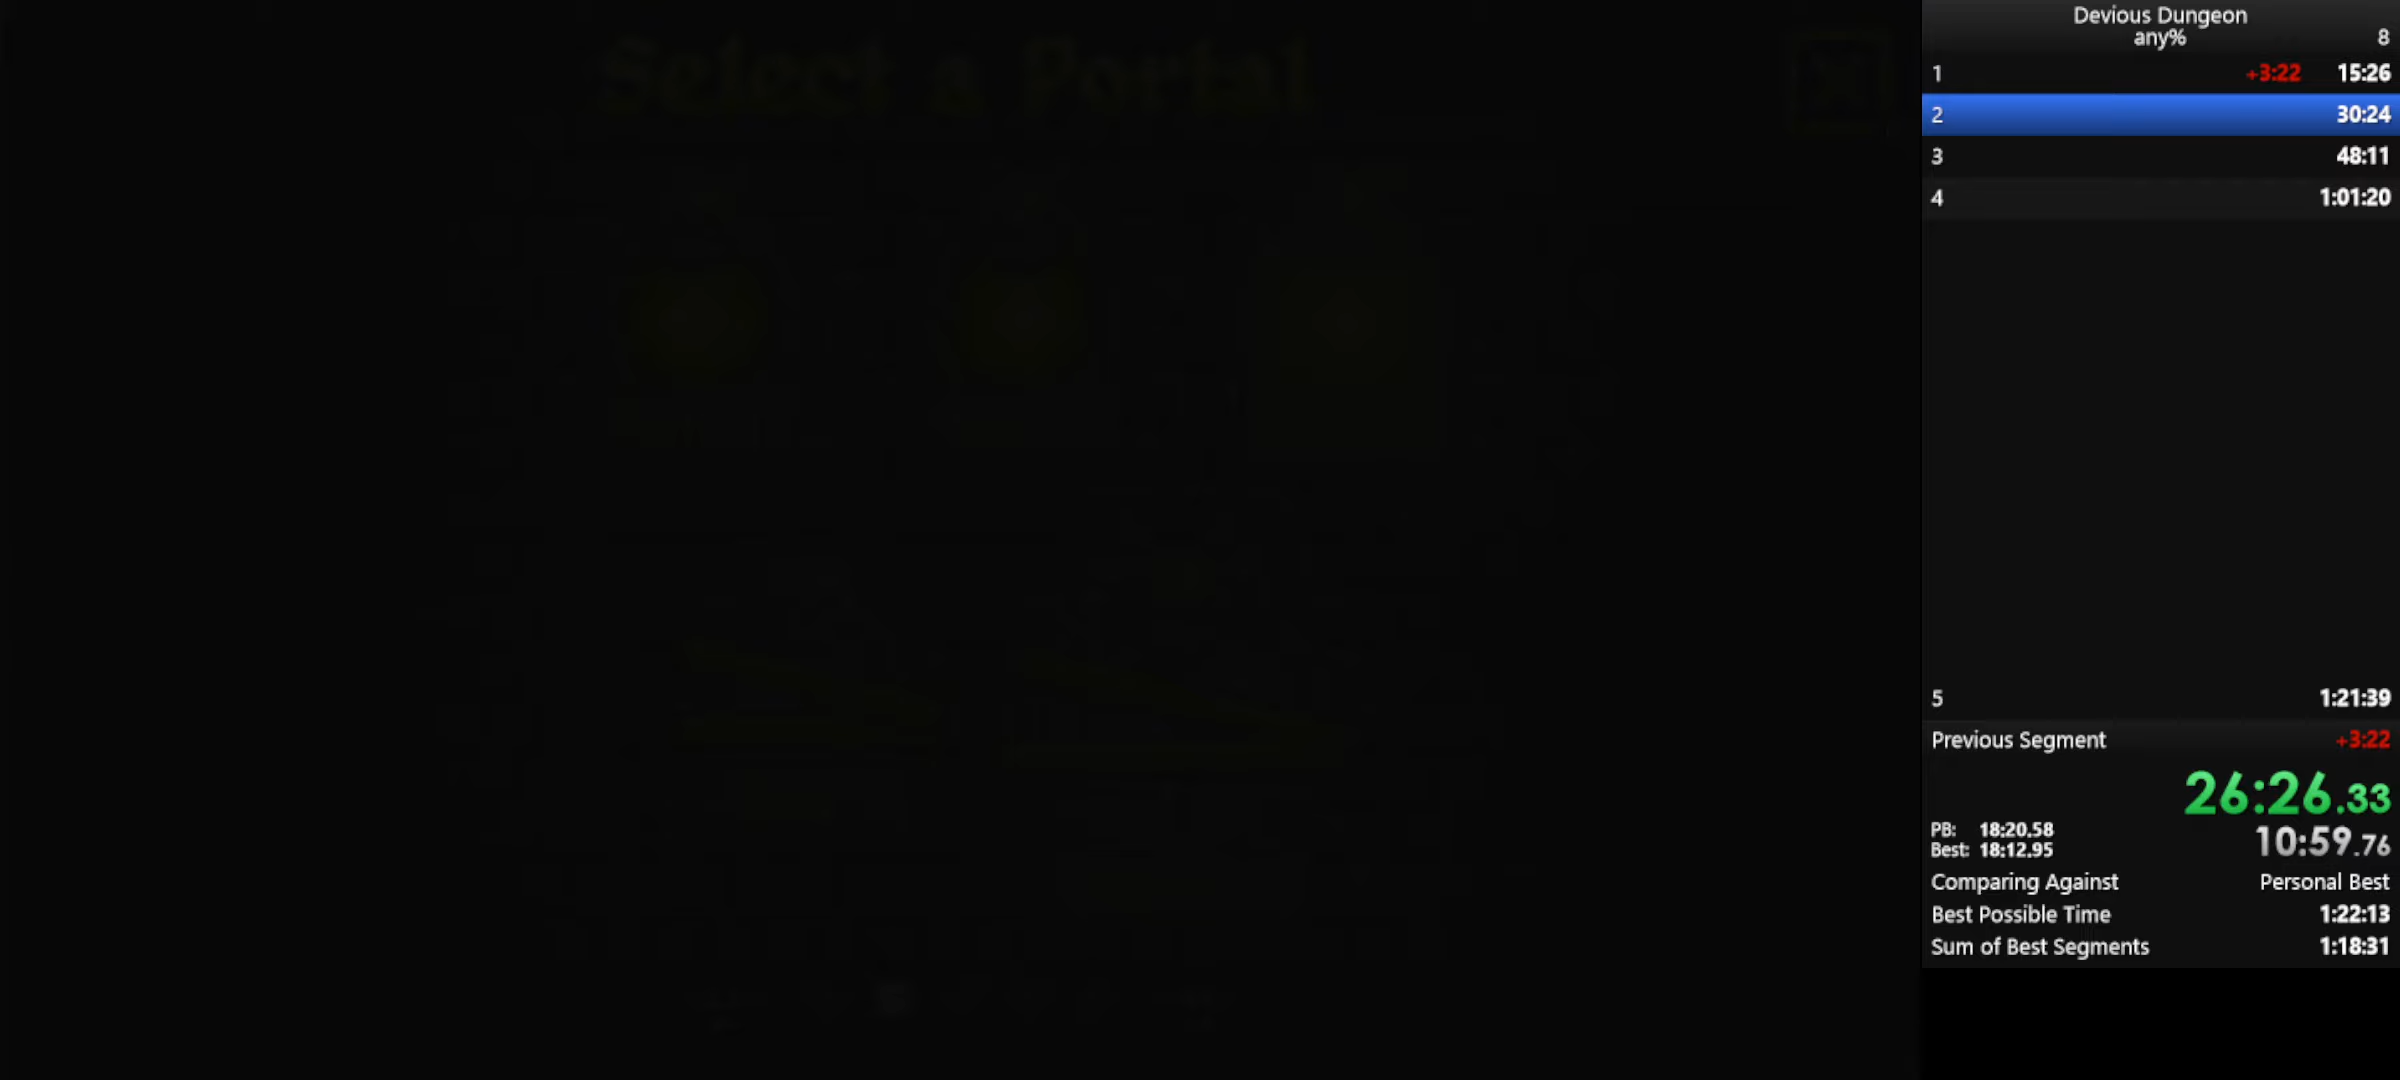 Select a Portal
Devious Dungeon
any%
8
1 +3:22 15:26
2 30:24
3 48:11
4 1:01:20
5 1:21:39
Previous Segment +3:22
26:26.33
PB: 18:20.58
Best: 18:12.95
10:59.76
Comparing Against Personal Best
Best Possible Time 1:22:13
Sum of Best Segments 1:18:31